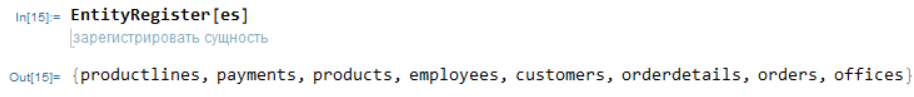 In[15]:= EntityRegister[es]
зарегистрировать сущность
Out[15]= {productlines, payments, products, employees, customers, orderdetails, orders, offices}